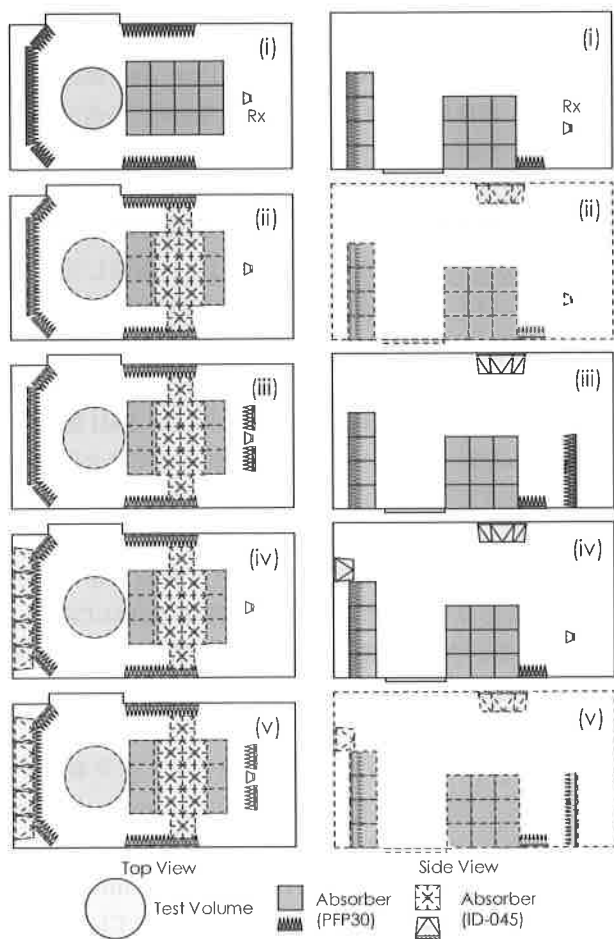 (i)
(i)
Rx
Rx
(ii)
(ii)
(iii)
(iii)
(iv)
(iv)
(v)
(v)
Top View
Side View
Test Volume
Absorber
(PFP30)
Absorber
(ID-045)